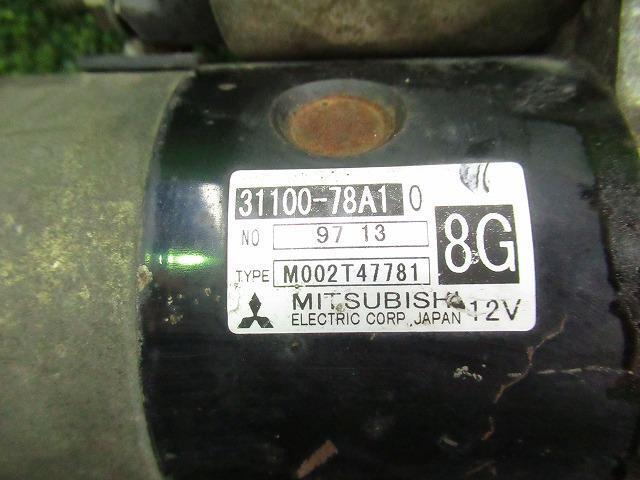 31100-78A1 0
NO 97 13
8G
TYPE M002T47781
MITSUBISHI
ELECTRIC CORP. JAPAN 12V